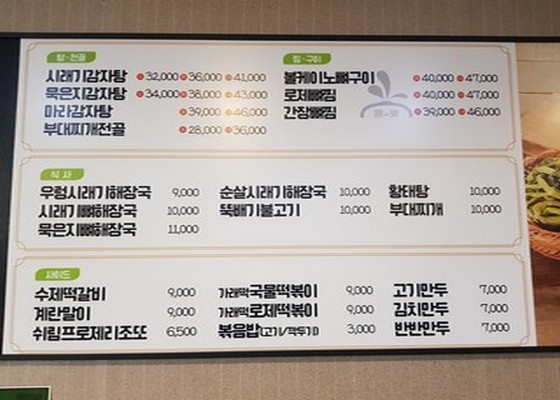 탕·전골
시래기감자탕 32,000 36,000 41,000
묵은지감자탕 34,000 38,000 43,000
마라감자탕 39,000 46,000
부대찌개전골 28,000 36,000
찜·구이
볼케이노뼈구이 40,000 47,000
로제뼈찜 40,000 47,000
간장뼈찜 39,000 46,000
식사
우렁시래기해장국 9,000
시래기뼈해장국 10,000
묵은지뼈해장국 11,000
순살시래기해장국 10,000
뚝배기불고기 10,000
황태탕 10,000
부대찌개 10,000
사이드
수제떡갈비 9,000
계란말이 9,000
쉬림프로제리조또 6,500
가래떡국물떡볶이 9,000
가래떡로제떡볶이 9,000
볶음밥(고기/깍두기) 3,000
고기만두 7,000
김치만두 7,000
반반만두 7,000